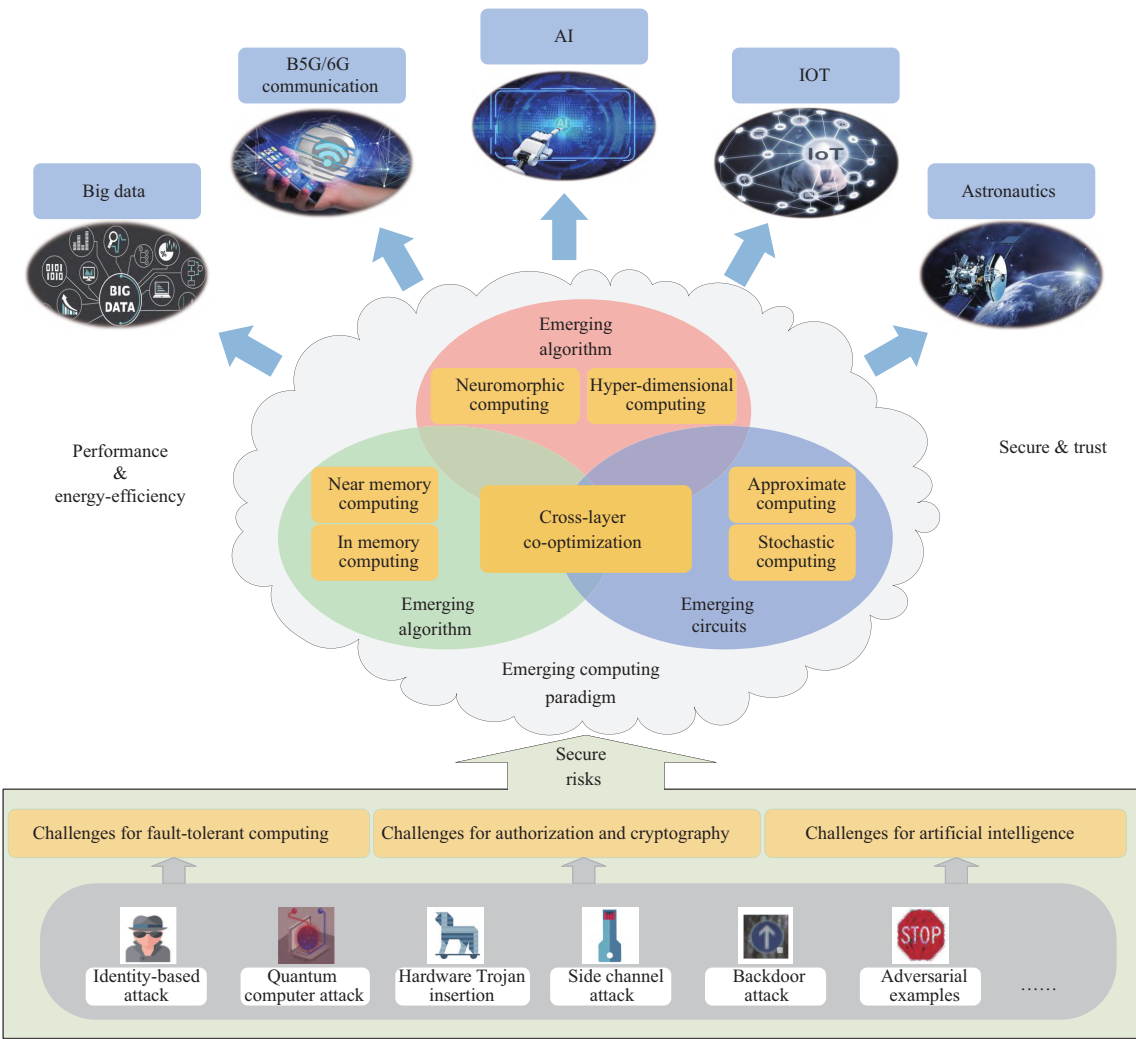 AI
B5G/6G
communication
IOT
AI
IoT
Big data
Astronautics
0101
1010
BIG
DATA
Emerging
algorithm
Neuromorphic
computing
Hyper-dimensional
computing
Performance
&
energy-efficiency
Secure & trust
Near memory
computing
In memory
computing
Cross-layer
co-optimization
Approximate
computing
Stochastic
computing
Emerging
algorithm
Emerging
circuits
Emerging computing
paradigm
Secure
risks
Challenges for fault-tolerant computing
Challenges for authorization and cryptography
Challenges for artificial intelligence
STOP
Identity-based
attack
Quantum
computer attack
Hardware Trojan
insertion
Side channel
attack
Backdoor
attack
Adversarial
examples
......